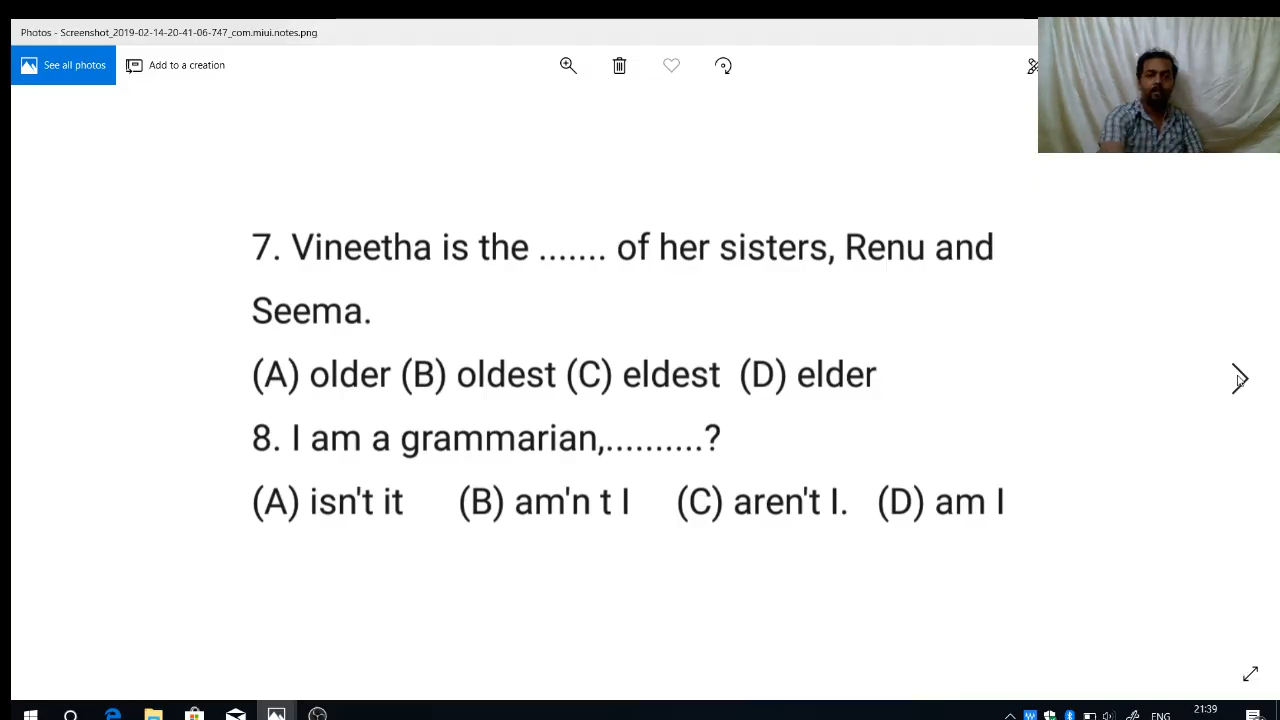 Photos - Screenshot_2019-02-14-20-41-06-747_com.miui.notes.png
See all photos
Add to a creation
7. Vineetha is the ....... of her sisters, Renu and
Seema.
(A) older (B) oldest (C) eldest (D) elder
8. I am a grammarian,..........?
(A) isn't it (B) am'n t I (C) aren't I. (D) am I
ENG
21:39